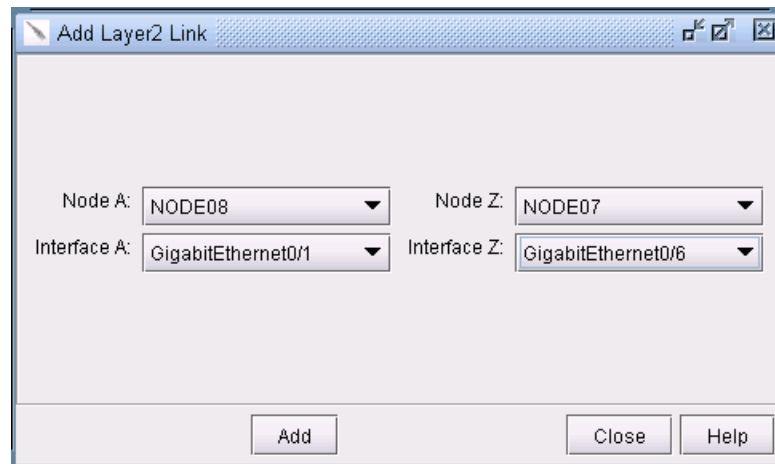 Add Layer2 Link
Node A: NODE08 Node Z: NODE07
Interface A: GigabitEthernet0/1 Interface Z: GigabitEthernet0/6
Add Close Help